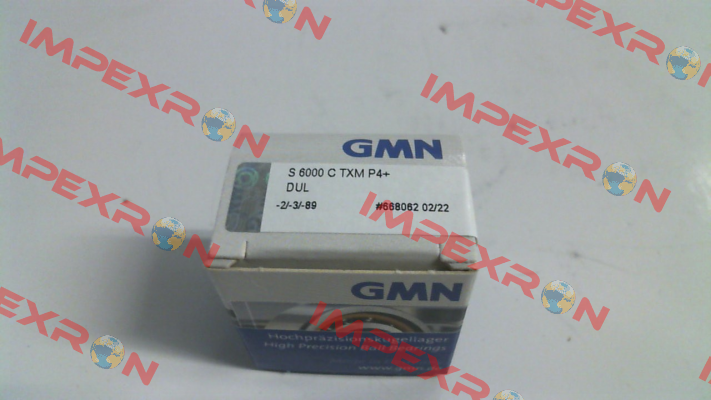 IMPEXRON
GMN
S 6000 C TXM P4+
DUL
-2/-3/-89 #668062 02/22
GMN
Hochpräzisionskugellager
High Precision Ball Bearings
IMPEXRON
IMPEXRON
IMPEXRON
IMPEXRON
IMPEXRON